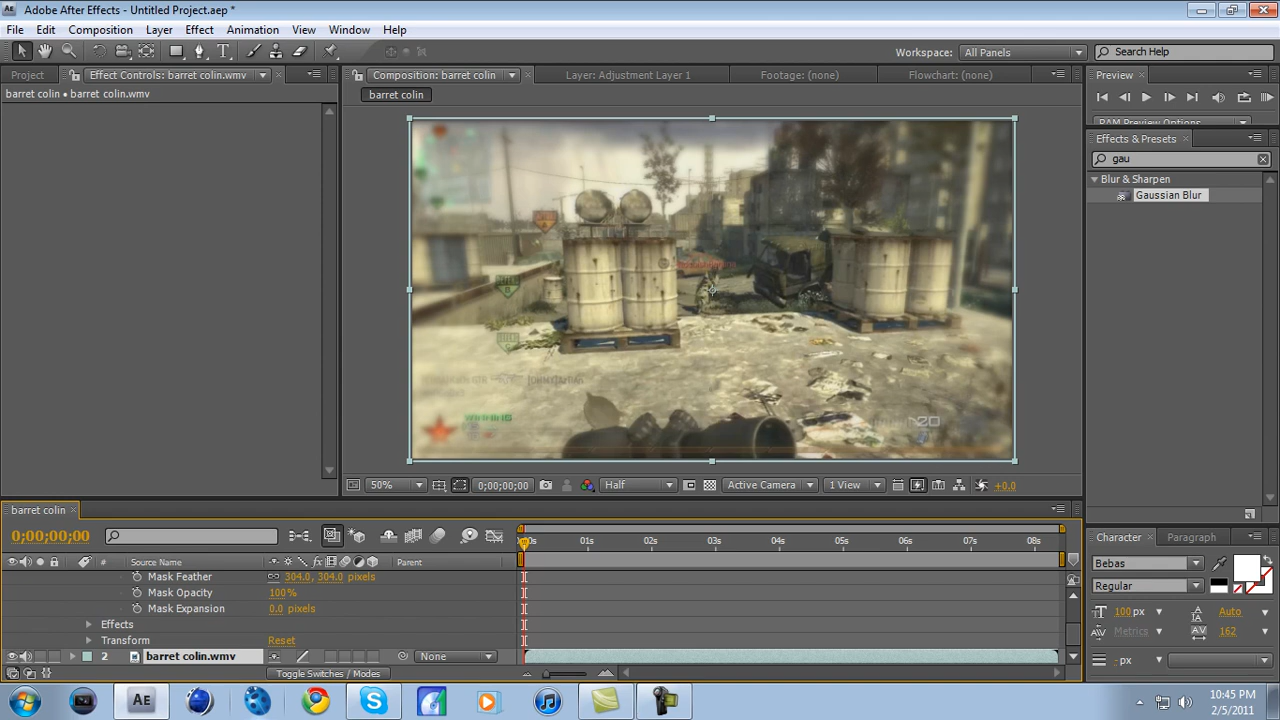 Adobe After Effects - Untitled Project.aep *
File Edit Composition Layer Effect Animation View Window Help
Workspace: All Panels Search Help
Project Effect Controls: barret colin.wmv Composition: barret colin Layer: Adjustment Layer 1 Footage: (none) Flowchart: (none) Preview
barret colin • barret colin.wmv barret colin
RAM Preview Options
Effects & Presets
gau
Blur & Sharpen
Gaussian Blur
WINNING
50% 0;00;00;00 Half Active Camera 1 View +0.0
barret colin
0;00;00;00
01s 02s 03s 04s 05s 06s 07s 08s
# Source Name Parent
Mask Feather 304.0, 304.0 pixels
Mask Opacity 100%
Mask Expansion 0.0 pixels
Effects
Transform Reset
2 barret colin.wmv None
Toggle Switches / Modes
Character Paragraph
Bebas
Regular
100 px Auto
Metrics 162
- px
AE
10:45 PM
2/5/2011